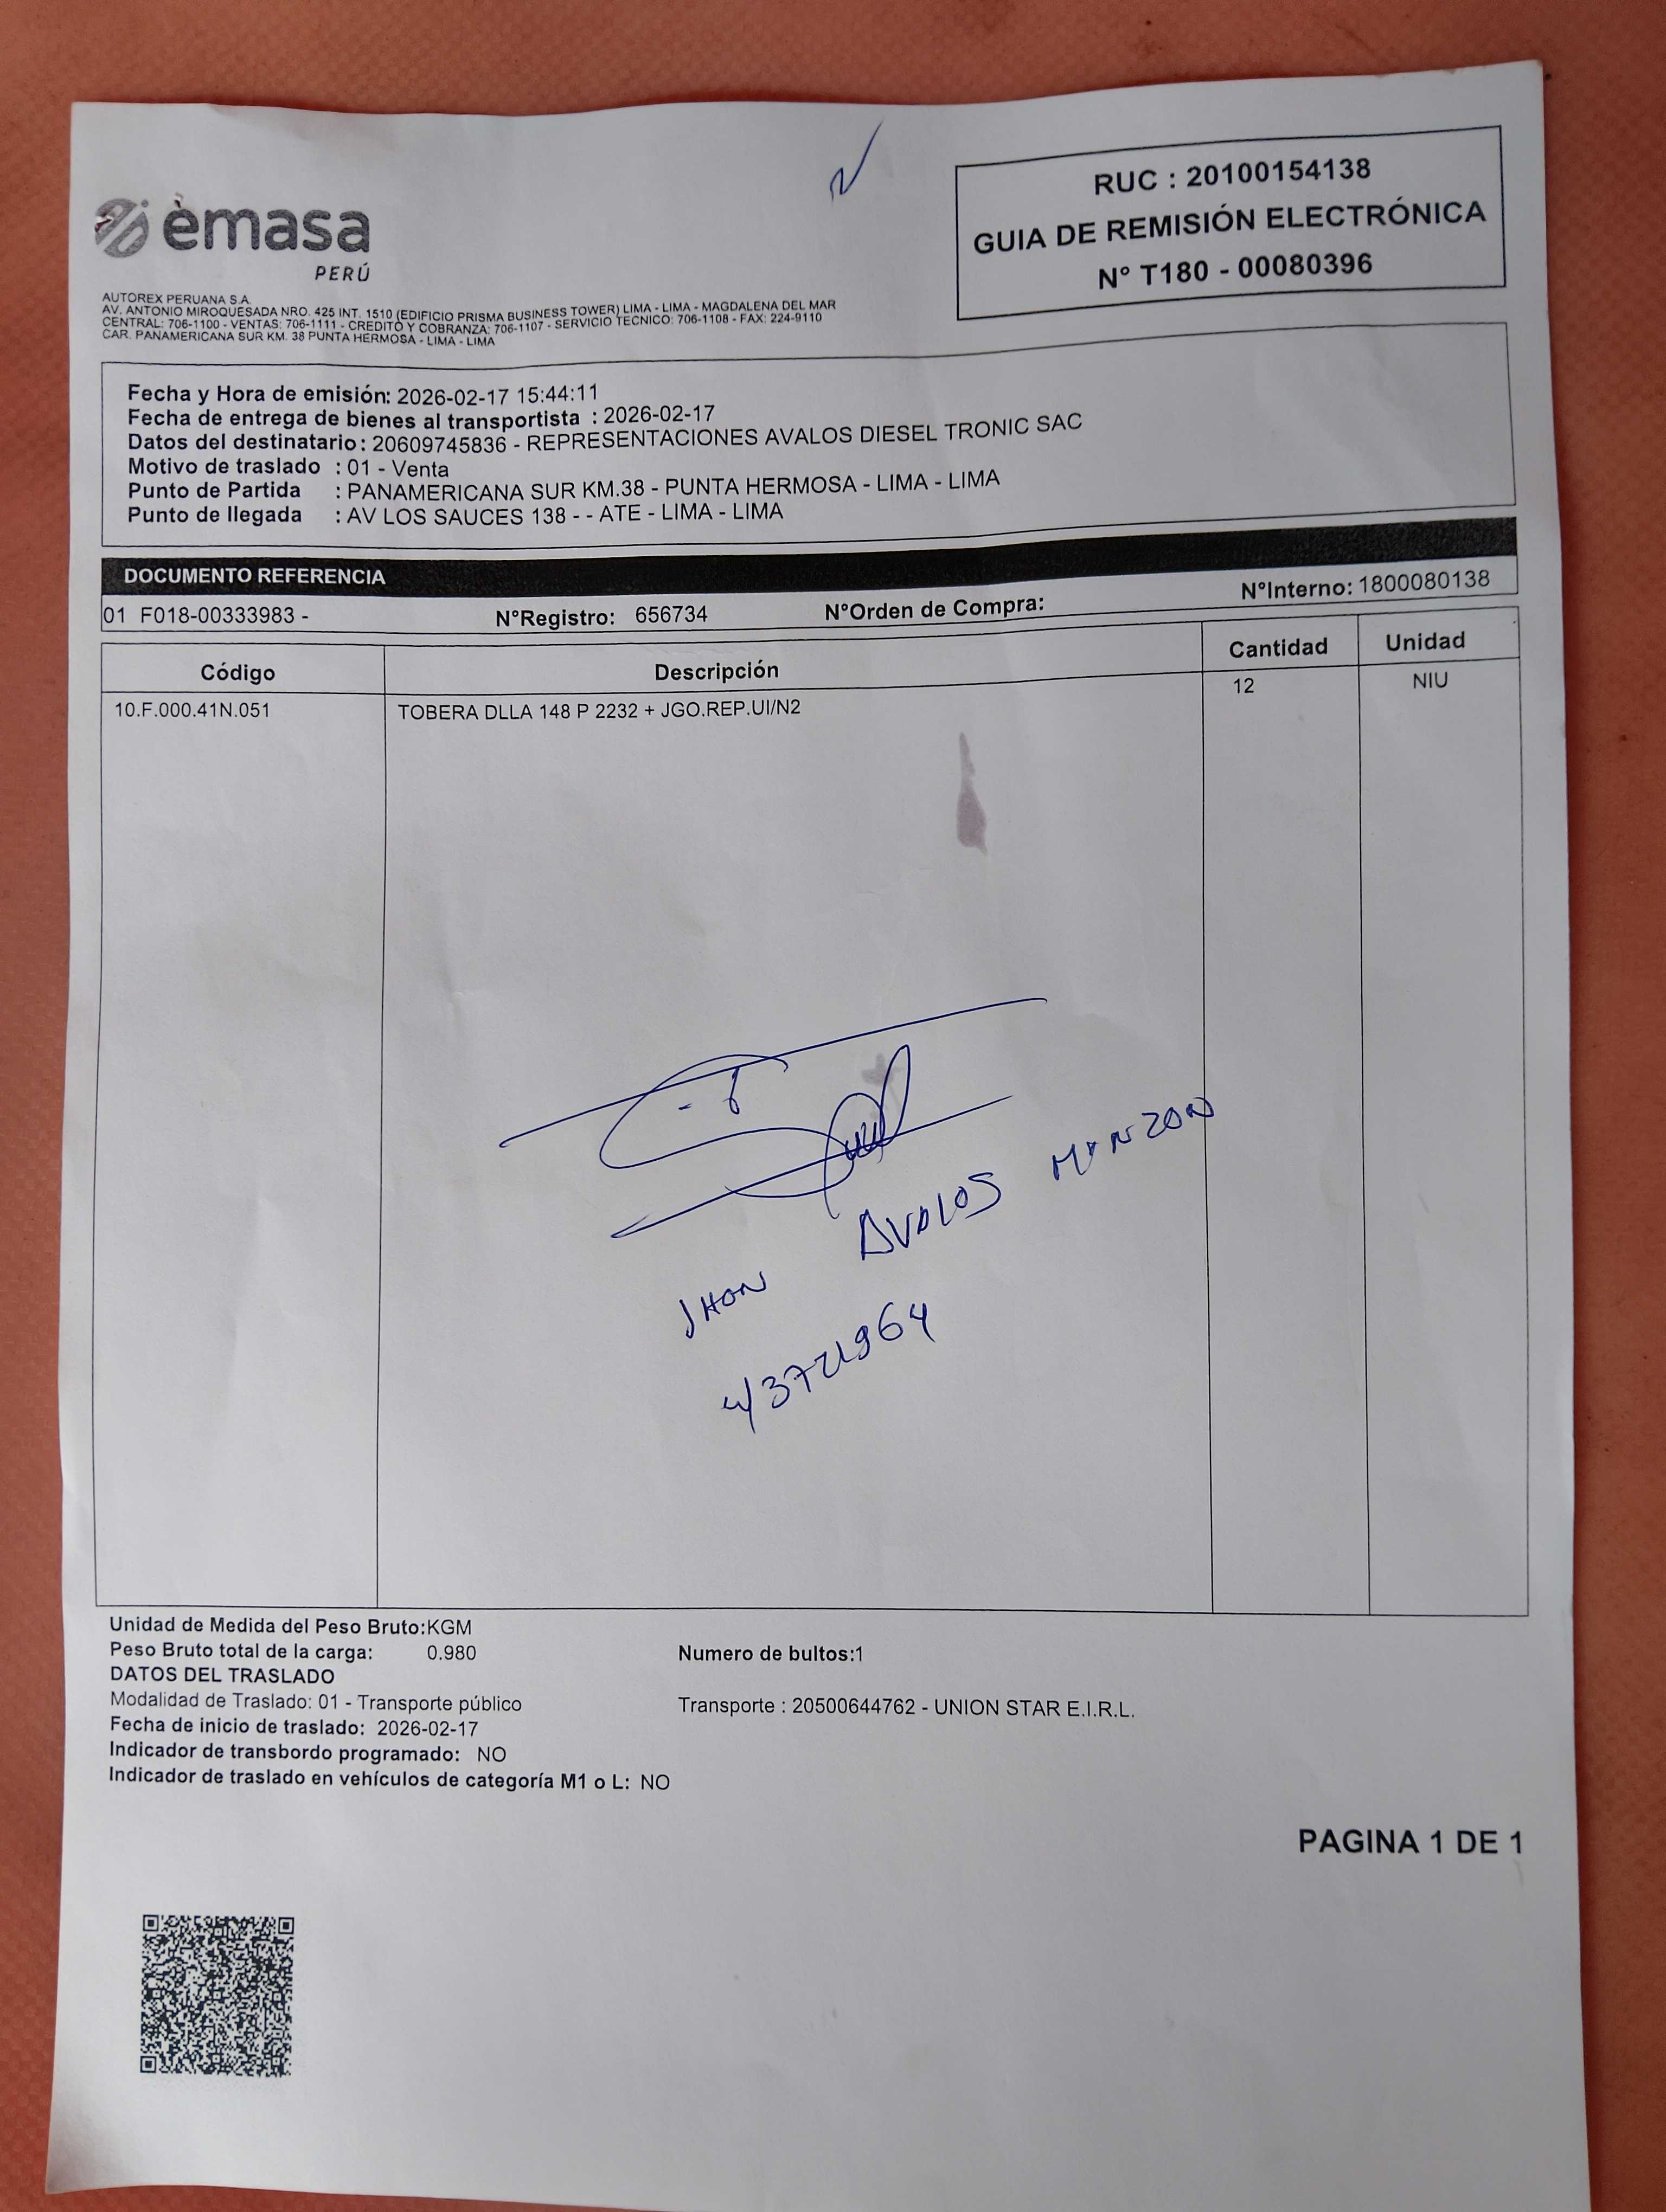 emasa
PERÚ
RUC : 20100154138
GUIA DE REMISIÓN ELECTRÓNICA
N° T180 - 00080396
AUTOREX PERUANA S.A.
AV. ANTONIO MIROQUESADA NRO. 425 INT. 1510 (EDIFICIO PRISMA BUSINESS TOWER) LIMA - LIMA - MAGDALENA DEL MAR
CENTRAL: 706-1100 - VENTAS: 706-1111 - CREDITO Y COBRANZA: 706-1107 - SERVICIO TECNICO: 706-1108 - FAX: 224-9110
CAR. PANAMERICANA SUR KM. 38 PUNTA HERMOSA - LIMA - LIMA
Fecha y Hora de emisión: 2026-02-17 15:44:11
Fecha de entrega de bienes al transportista : 2026-02-17
Datos del destinatario: 20609745836 - REPRESENTACIONES AVALOS DIESEL TRONIC SAC
Motivo de traslado : 01 - Venta
Punto de Partida : PANAMERICANA SUR KM.38 - PUNTA HERMOSA - LIMA - LIMA
Punto de llegada : AV LOS SAUCES 138 - - ATE - LIMA - LIMA
DOCUMENTO REFERENCIA
01 F018-00333983 - N°Registro: 656734 N°Orden de Compra: N°Interno: 1800080138
Código Descripción Cantidad Unidad
10.F.000.41N.051 TOBERA DLLA 148 P 2232 + JGO.REP.UI/N2 12 NIU
JHON AVALOS MONZON
Unidad de Medida del Peso Bruto:KGM
Peso Bruto total de la carga: 0.980 Numero de bultos:1
DATOS DEL TRASLADO
Modalidad de Traslado: 01 - Transporte público Transporte : 20500644762 - UNION STAR E.I.R.L.
Fecha de inicio de traslado: 2026-02-17
Indicador de transbordo programado: NO
Indicador de traslado en vehículos de categoría M1 o L: NO
PAGINA 1 DE 1